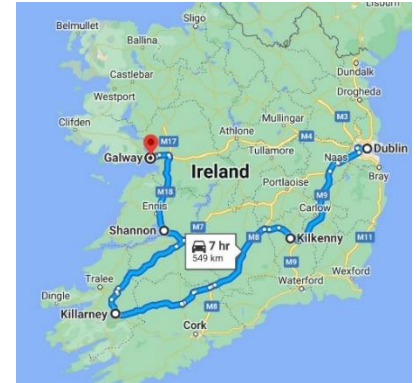 Lisburn
Sligo
Belmullet
Ballina
Dundalk
Castlebar
Drogheda
Westport
M3
Mullingar
Clifden
M17
Athlone
M4
Dublin
Galway
Tullamore
Naas
Bray
Ireland
M18
Portlaoise
M9
Ennis
Carlow
Shannon
M7
7 hr
549 km
M8
Kilkenny
M11
M9
Wexford
Tralee
Waterford
Dingle
Killarney
M8
Cork